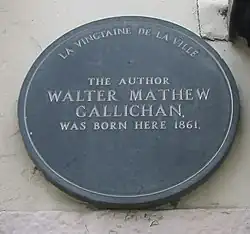 LA VINGTAINE DE LA VILLE
THE AUTHOR
WALTER MATHEW
GALLICHAN,
WAS BORN HERE 1861.